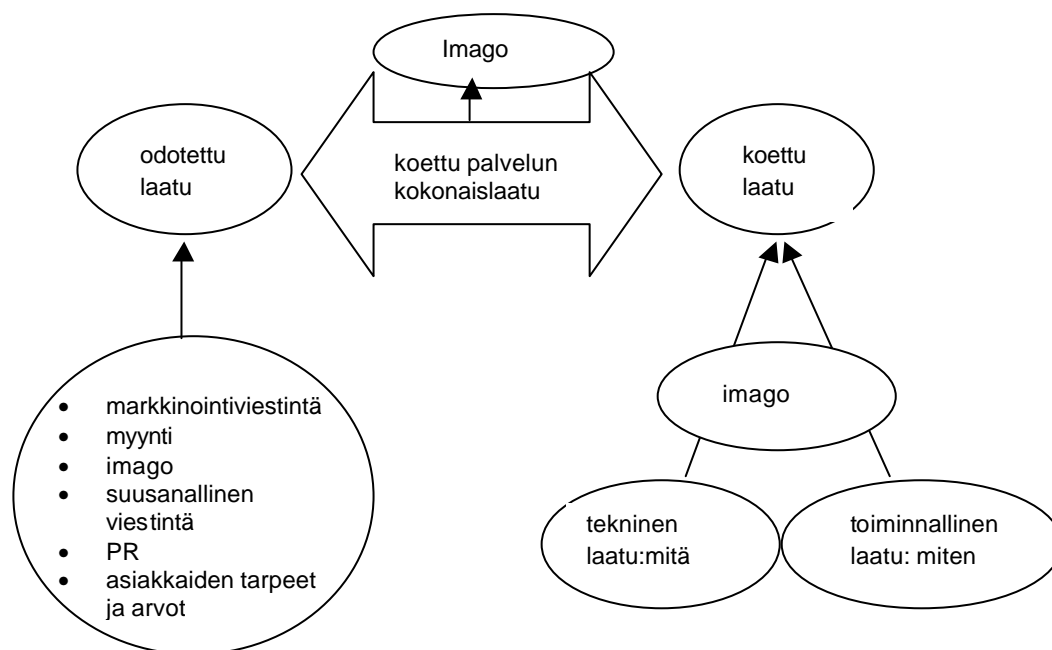 Imago
odotettu
laatu
koettu palvelun
kokonaislaatu
koettu
laatu
• markkinointiviestintä
• myynti
• imago
• suusanallinen
viestintä
• PR
• asiakkaiden tarpeet
ja arvot
imago
tekninen
laatu:mitä
toiminnallinen
laatu: miten